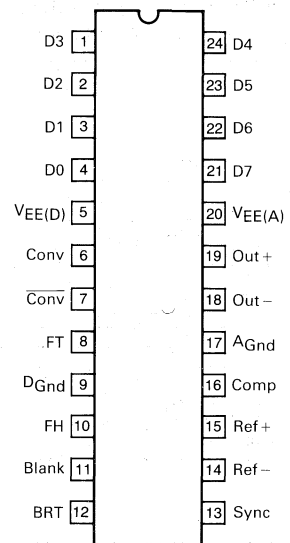 D3 1 24 D4
D2 2 23 D5
D1 3 22 D6
D0 4 21 D7
VEE(D) 5 20 VEE(A)
Conv 6 19 Out+
Conv 7 18 Out-
FT 8 17 AGnd
DGnd 9 16 Comp
FH 10 15 Ref+
Blank 11 14 Ref-
BRT 12 13 Sync